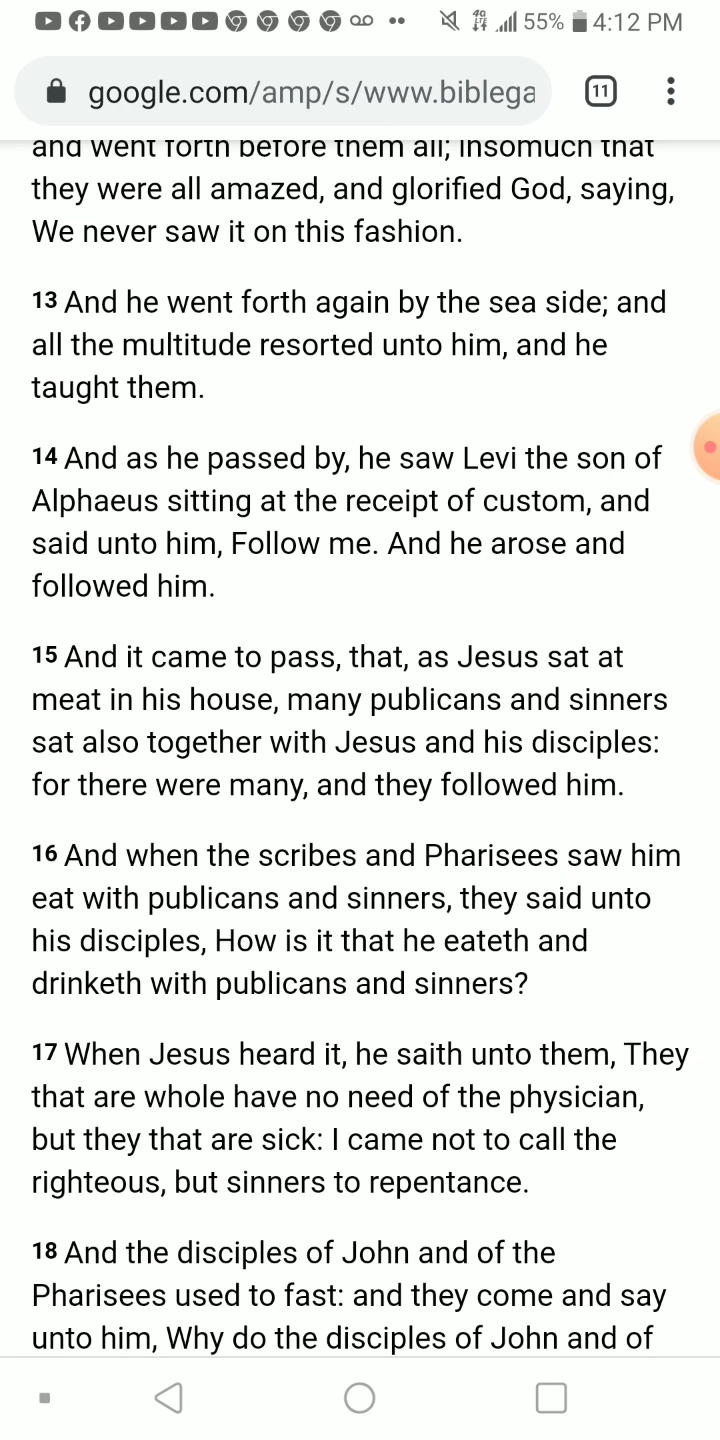 4G
LTE
55%
4:12 PM
google.com/amp/s/www.biblega
11
and went forth before them all; insomuch that
they were all amazed, and glorified God, saying,
We never saw it on this fashion.
13 And he went forth again by the sea side; and
all the multitude resorted unto him, and he
taught them.
14 And as he passed by, he saw Levi the son of
Alphaeus sitting at the receipt of custom, and
said unto him, Follow me. And he arose and
followed him.
15 And it came to pass, that, as Jesus sat at
meat in his house, many publicans and sinners
sat also together with Jesus and his disciples:
for there were many, and they followed him.
16 And when the scribes and Pharisees saw him
eat with publicans and sinners, they said unto
his disciples, How is it that he eateth and
drinketh with publicans and sinners?
17 When Jesus heard it, he saith unto them, They
that are whole have no need of the physician,
but they that are sick: I came not to call the
righteous, but sinners to repentance.
18 And the disciples of John and of the
Pharisees used to fast: and they come and say
unto him, Why do the disciples of John and of